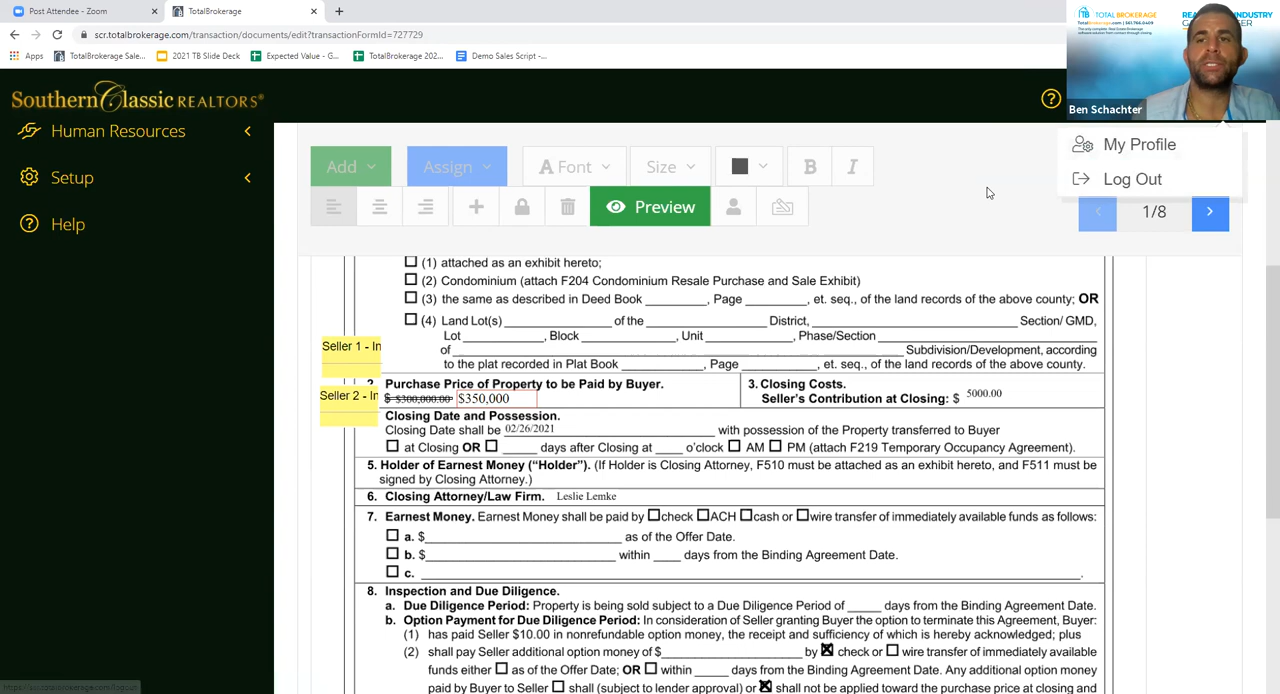 Post Attendee - Zoom
TotalBrokerage
scr.totalbrokerage.com/transaction/documents/edit?transactionFormId=727729
Apps
TotalBrokerage Sale...
2021 TB Slide Deck
Expected Value - G...
TotalBrokerage 202...
Demo Sales Script -...
TOTAL BROKERAGE
Ben Schachter
Southern Classic REALTORS®
Human Resources
Setup
Help
My Profile
Log Out
Add
Assign
A Font
Size
B
I
Preview
1/8
(1) attached as an exhibit hereto;
(2) Condominium (attach F204 Condominium Resale Purchase and Sale Exhibit)
(3) the same as described in Deed Book ________, Page _________, et. seq., of the land records of the above county; OR
(4) Land Lot(s) ______________ of the ________________ District, ___________________________ Section/ GMD,
Lot ____________, Block ____________, Unit ____________, Phase/Section ____________________
of ____________________________________________ Subdivision/Development, according
to the plat recorded in Plat Book __________, Page _________, et. seq., of the land records of the above county.
Seller 1 - In
2. Purchase Price of Property to be Paid by Buyer.
$ $300,000.00 $350,000
Seller 2 - In
3. Closing Costs.
Seller's Contribution at Closing: $ 5000.00
Closing Date and Possession.
Closing Date shall be 02/26/2021 with possession of the Property transferred to Buyer
at Closing OR _____ days after Closing at ____ o'clock AM PM (attach F219 Temporary Occupancy Agreement).
5. Holder of Earnest Money ("Holder"). (If Holder is Closing Attorney, F510 must be attached as an exhibit hereto, and F511 must be
signed by Closing Attorney.)
6. Closing Attorney/Law Firm. Leslie Lemke
7. Earnest Money. Earnest Money shall be paid by check ACH cash or wire transfer of immediately available funds as follows:
a. $__________________________ as of the Offer Date.
b. $_________________________ within ____ days from the Binding Agreement Date.
c. ____________________________________________________________________.
8. Inspection and Due Diligence.
a. Due Diligence Period: Property is being sold subject to a Due Diligence Period of _____ days from the Binding Agreement Date.
b. Option Payment for Due Diligence Period: In consideration of Seller granting Buyer the option to terminate this Agreement, Buyer:
(1) has paid Seller $10.00 in nonrefundable option money, the receipt and sufficiency of which is hereby acknowledged; plus
(2) shall pay Seller additional option money of $__________________ by check or wire transfer of immediately available
funds either as of the Offer Date; OR within _____ days from the Binding Agreement Date. Any additional option money
paid by Buyer to Seller shall (subject to lender approval) or shall not be applied toward the purchase price at closing and